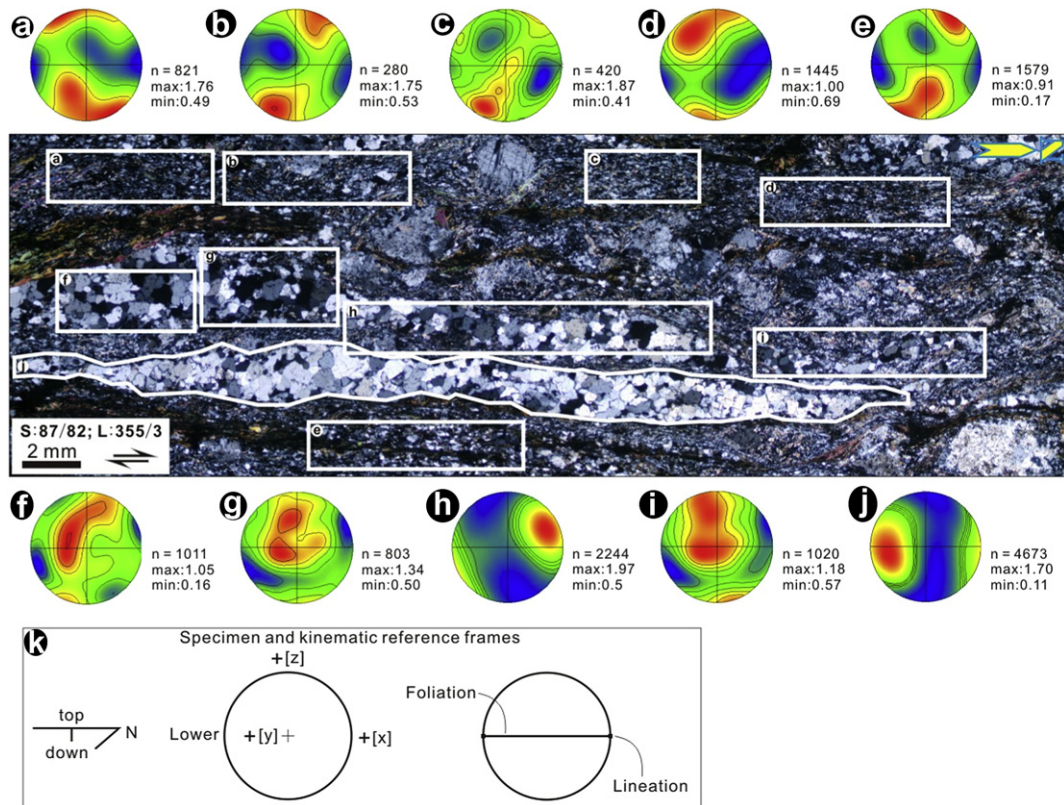 a
n = 821
max:1.76
min:0.49
b
n = 280
max:1.75
min:0.53
c
n = 420
max:1.87
min:0.41
d
n = 1445
max:1.00
min:0.69
e
n = 1579
max:0.91
min:0.17
a
b
c
d
g
f
h
i
j
e
S:87/82; L:355/3
2 mm
f
n = 1011
max:1.05
min:0.16
g
n = 803
max:1.34
min:0.50
h
n = 2244
max:1.97
min:0.5
i
n = 1020
max:1.18
min:0.57
j
n = 4673
max:1.70
min:0.11
k
Specimen and kinematic reference frames
top
N
down
+[z]
Lower
+[y]
+[x]
Foliation
Lineation